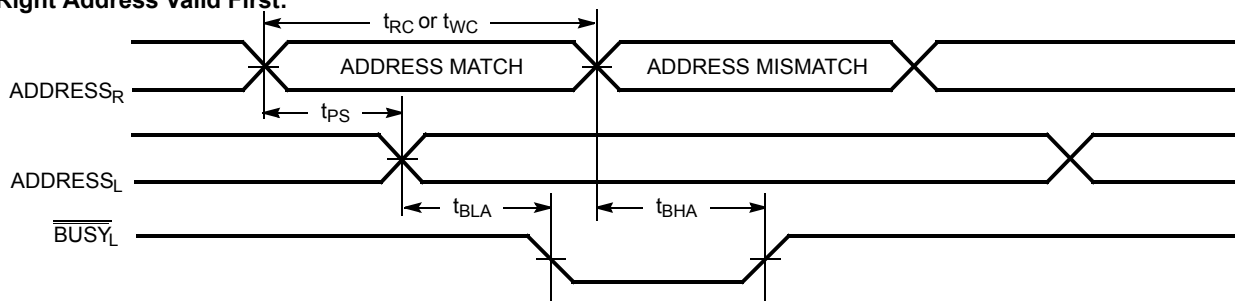 Right Address Valid First:
tRC or tWC
ADDRESS MATCH
ADDRESS MISMATCH
ADDRESSR
tPS
ADDRESSL
tBLA
tBHA
BUSYL